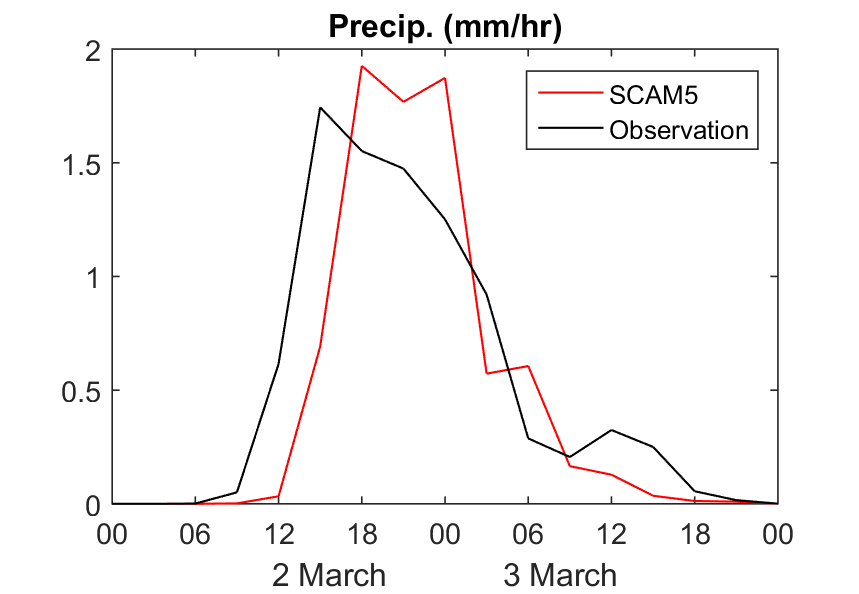 Precip. (mm/hr)
2
1.5
1
0.5
0
SCAM5
Observation
00 06 12 18 00 06 12 18 00
2 March 3 March